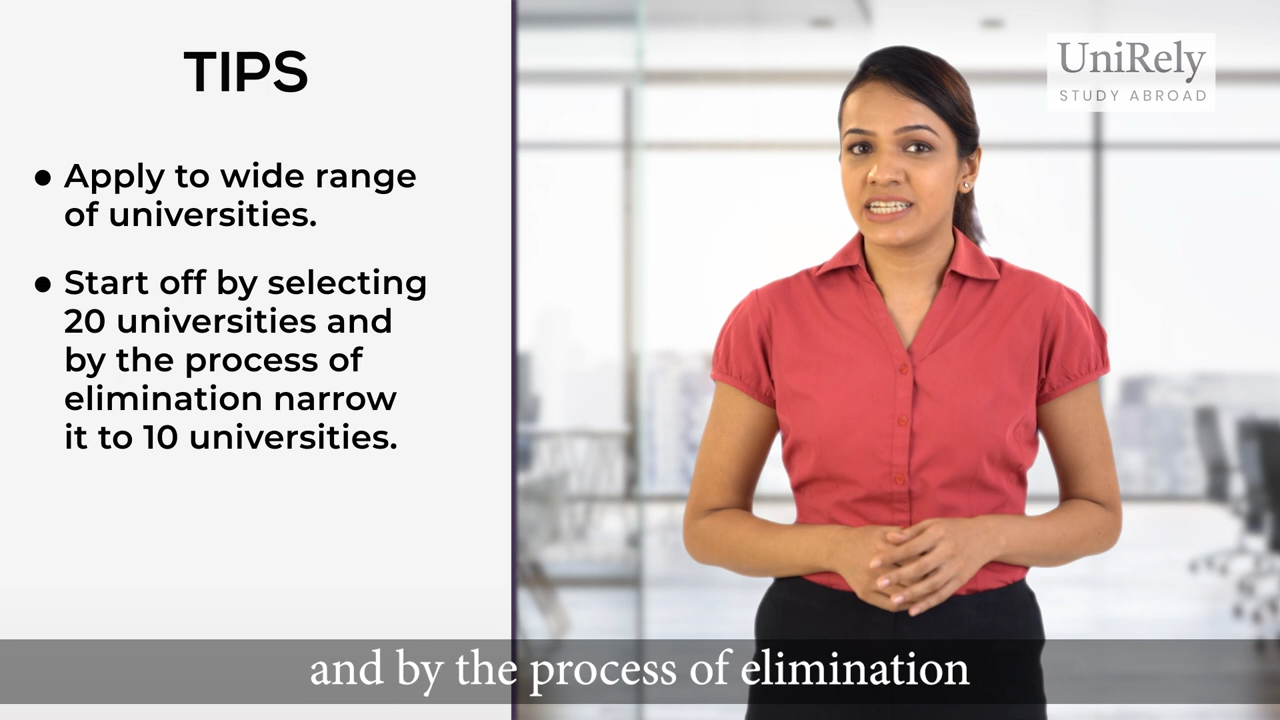 TIPS
● Apply to wide range
of universities.
● Start off by selecting
20 universities and
by the process of
elimination narrow
it to 10 universities.
UniRely
STUDY ABROAD
and by the process of elimination